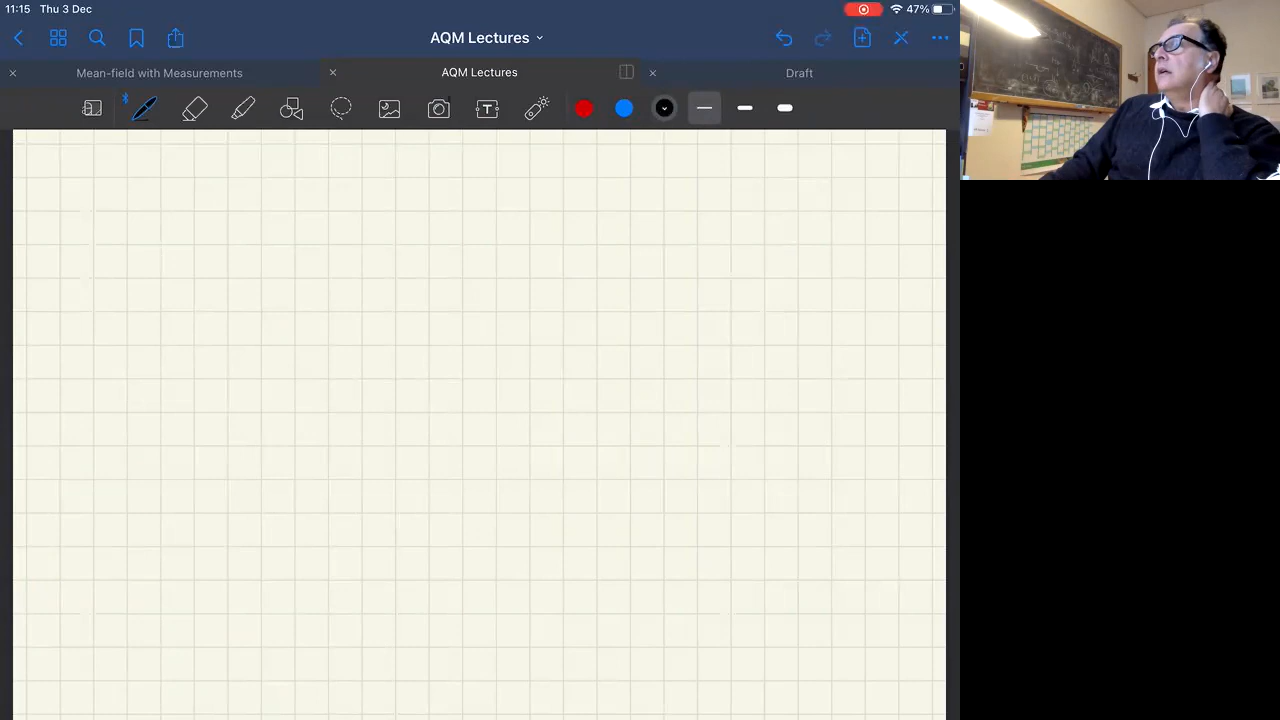 11:15 Thu 3 Dec 47%
AQM Lectures
Mean-field with Measurements AQM Lectures Draft